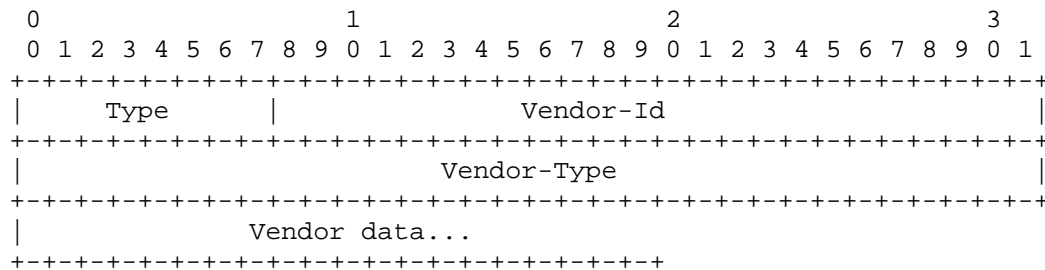 0                   1                   2                   3
 0 1 2 3 4 5 6 7 8 9 0 1 2 3 4 5 6 7 8 9 0 1 2 3 4 5 6 7 8 9 0 1
+-+-+-+-+-+-+-+-+-+-+-+-+-+-+-+-+-+-+-+-+-+-+-+-+-+-+-+-+-+-+-+-+
|     Type      |               Vendor-Id                       |
+-+-+-+-+-+-+-+-+-+-+-+-+-+-+-+-+-+-+-+-+-+-+-+-+-+-+-+-+-+-+-+-+
|                          Vendor-Type                          |
+-+-+-+-+-+-+-+-+-+-+-+-+-+-+-+-+-+-+-+-+-+-+-+-+-+-+-+-+-+-+-+-+
|              Vendor data...
+-+-+-+-+-+-+-+-+-+-+-+-+-+-+-+-+-+-+-+-+